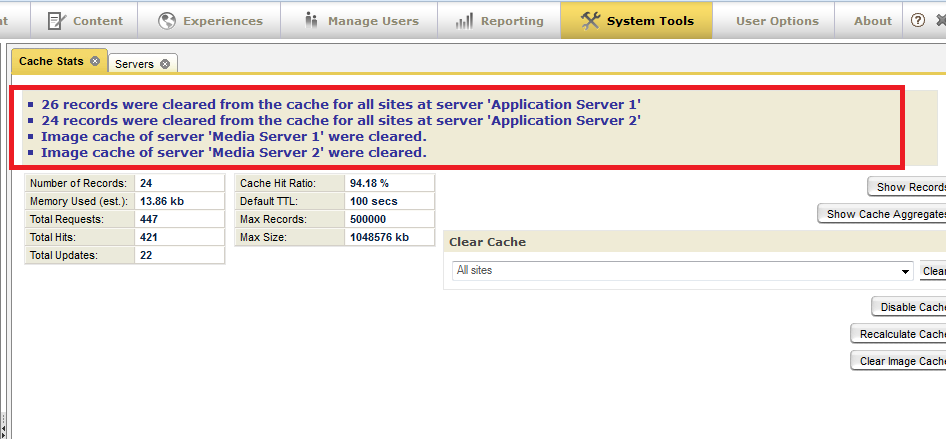 nt Content Experiences Manage Users Reporting System Tools User Options About ?
Cache Stats Servers
26 records were cleared from the cache for all sites at server 'Application Server 1'
24 records were cleared from the cache for all sites at server 'Application Server 2'
Image cache of server 'Media Server 1' were cleared.
Image cache of server 'Media Server 2' were cleared.
Number of Records: 24 Cache Hit Ratio: 94.18 %
Memory Used (est.): 13.86 kb Default TTL: 100 secs
Total Requests: 447 Max Records: 500000
Total Hits: 421 Max Size: 1048576 kb
Total Updates: 22
Show Records
Show Cache Aggregates
Clear Cache
All sites Clear
Disable Cache
Recalculate Cache
Clear Image Cache